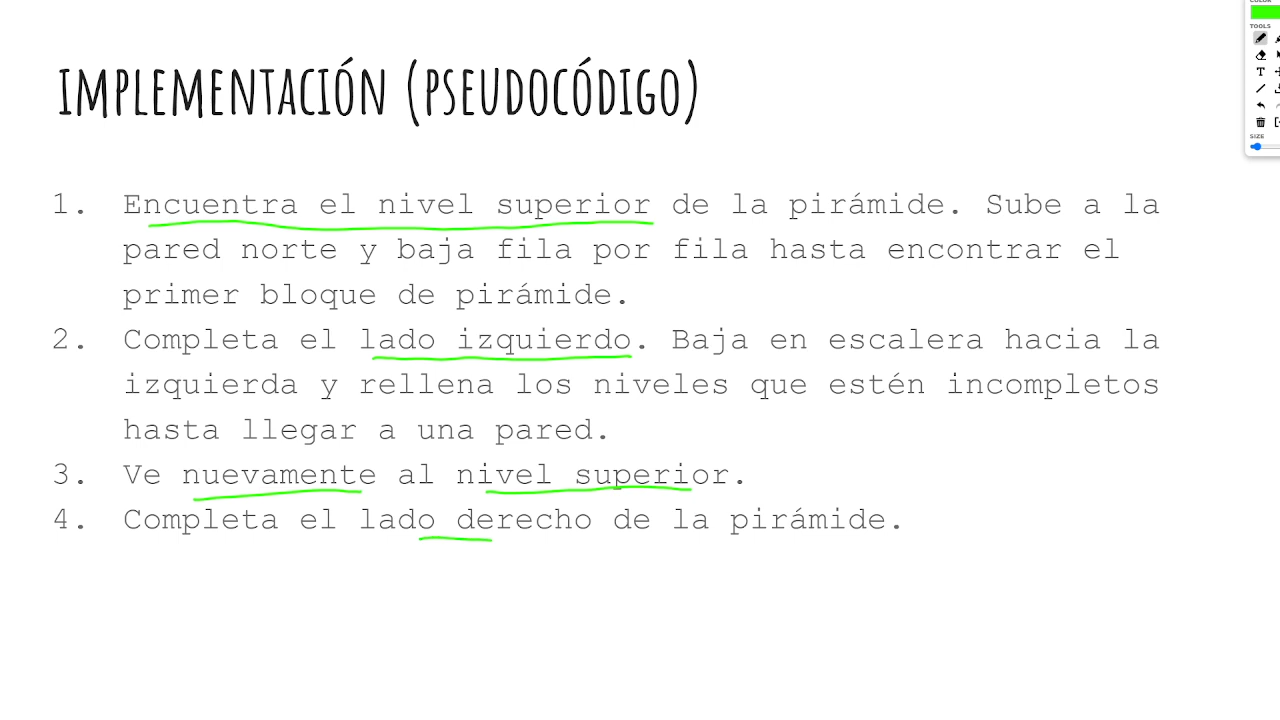 IMPLEMENTACIÓN (PSEUDOCÓDIGO)
1. Encuentra el nivel superior de la pirámide. Sube a la
pared norte y baja fila por fila hasta encontrar el
primer bloque de pirámide.
2. Completa el lado izquierdo. Baja en escalera hacia la
izquierda y rellena los niveles que estén incompletos
hasta llegar a una pared.
3. Ve nuevamente al nivel superior.
4. Completa el lado derecho de la pirámide.
COLOR
TOOLS
SIZE